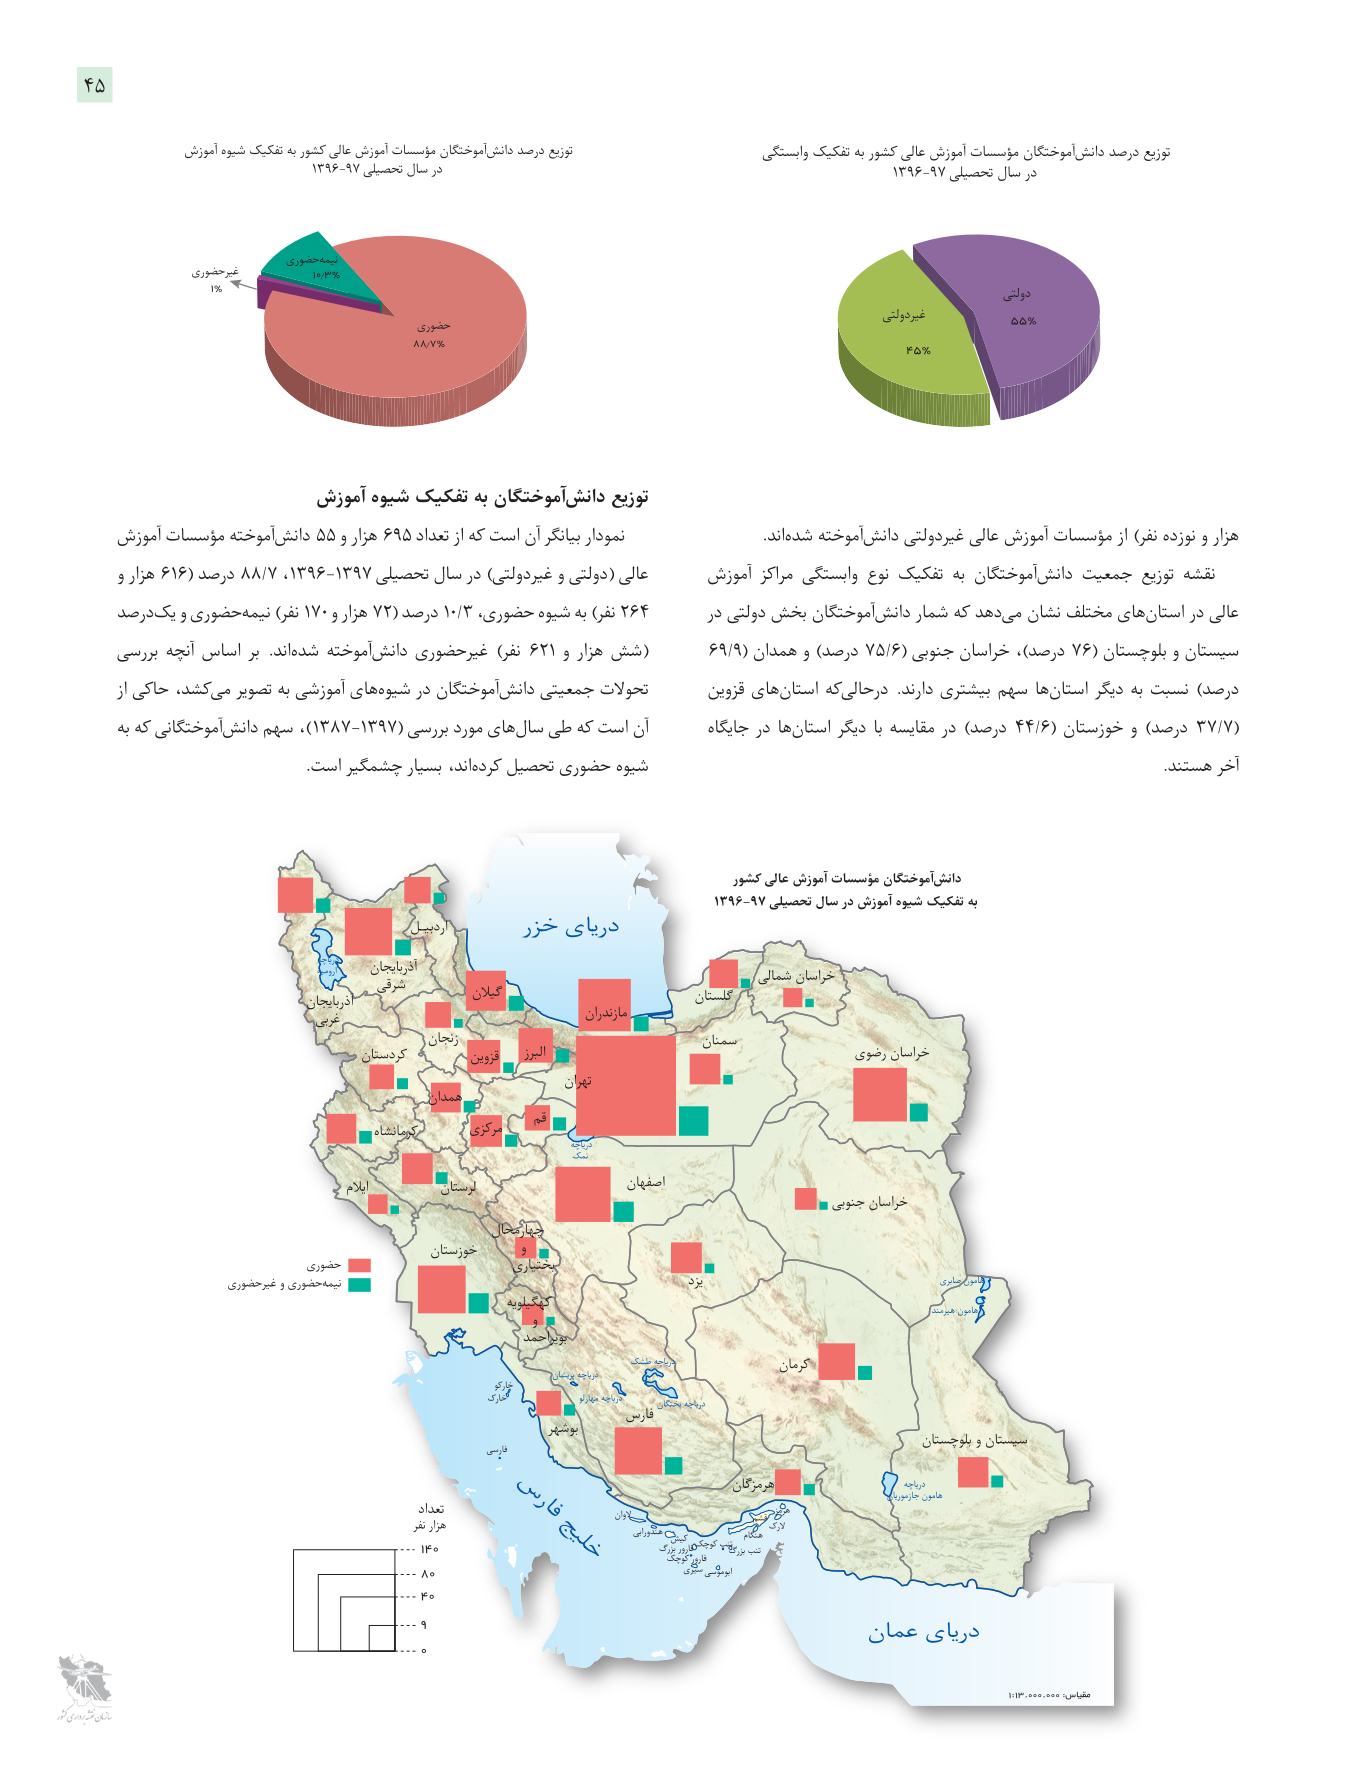 ۴۵
توزیع درصد دانش‌آموختگان مؤسسات آموزش عالی کشور به تفکیک وابستگی
در سال تحصیلی ۹۷-۱۳۹۶
دولتی
۵۵%
غیردولتی
۴۵%
توزیع درصد دانش‌آموختگان مؤسسات آموزش عالی کشور به تفکیک شیوه آموزش
در سال تحصیلی ۹۷-۱۳۹۶
نیمه‌حضوری
۱۰/۳%
غیرحضوری
۱%
حضوری
۸۸/۷%
هزار و نوزده نفر) از مؤسسات آموزش عالی غیردولتی دانش‌آموخته شده‌اند.
نقشه توزیع جمعیت دانش‌آموختگان به تفکیک نوع وابستگی مراکز آموزش
عالی در استان‌های مختلف نشان می‌دهد که شمار دانش‌آموختگان بخش دولتی در
سیستان و بلوچستان (۷۶ درصد)، خراسان جنوبی (۷۵/۶ درصد) و همدان (۶۹/۹
درصد) نسبت به دیگر استان‌ها سهم بیشتری دارند. درحالی‌که استان‌های قزوین
(۳۷/۷ درصد) و خوزستان (۴۴/۶ درصد) در مقایسه با دیگر استان‌ها در جایگاه
آخر هستند.
توزیع دانش‌آموختگان به تفکیک شیوه آموزش
نمودار بیانگر آن است که از تعداد ۶۹۵ هزار و ۵۵ دانش‌آموخته مؤسسات آموزش
عالی (دولتی و غیردولتی) در سال تحصیلی ۱۳۹۷-۱۳۹۶، ۸۸/۷ درصد (۶۱۶ هزار و
۲۶۴ نفر) به شیوه حضوری، ۱۰/۳ درصد (۷۲ هزار و ۱۷۰ نفر) نیمه‌حضوری و یک‌درصد
(شش هزار و ۶۲۱ نفر) غیرحضوری دانش‌آموخته شده‌اند. بر اساس آنچه بررسی
تحولات جمعیتی دانش‌آموختگان در شیوه‌های آموزشی به تصویر می‌کشد، حاکی از
آن است که طی سال‌های مورد بررسی (۱۳۹۷-۱۳۸۷)، سهم دانش‌آموختگانی که به
شیوه حضوری تحصیل کرده‌اند، بسیار چشمگیر است.
دانش‌آموختگان مؤسسات آموزش عالی کشور
به تفکیک شیوه آموزش در سال تحصیلی ۹۷-۱۳۹۶
دریای خزر
اردبیل
آذربایجان
شرقی
دریاچه
ارومیه
آذربایجان
غربی
گیلان
مازندران
گلستان
خراسان شمالی
زنجان
قزوین
البرز
تهران
سمنان
خراسان رضوی
کردستان
همدان
مرکزی
قم
کرمانشاه
دریاچه
نمک
لرستان
ایلام
اصفهان
خراسان جنوبی
چهارمحال
و
بختیاری
خوزستان
یزد
حضوری
نیمه‌حضوری و غیرحضوری
هامون صابری
هامون هیرمند
کهگیلویه
و
بویراحمد
کرمان
دریاچه طشک
دریاچه پریشان
دریاچه مهارلو
دریاچه بختگان
فارس
خارکو
خارک
بوشهر
فارسی
سیستان و بلوچستان
دریاچه
هامون جازموریان
هرمزگان
خلیج فارس
لاوان
هندورابی
کیش
فارور بزرگ
فارور کوچک
سیری
تنب کوچک
تنب بزرگ
ابوموسی
هنگام
قشم
لارک
هرمز
دریای عمان
تعداد
هزار نفر
۱۴۰
۸۰
۴۰
۹
۰
مقیاس: ۱:۱۳.۰۰۰.۰۰۰
سازمان نقشه برداری کشور